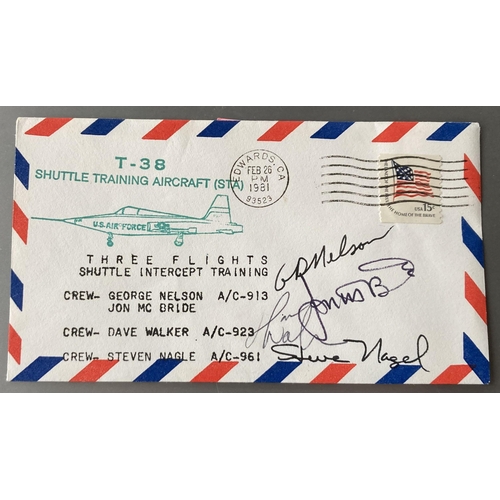 T-38
SHUTTLE TRAINING AIRCRAFT (STA)
U.S. AIR FORCE
THREE FLIGHTS
SHUTTLE INTERCEPT TRAINING
CREW- GEORGE NELSON A/C-913
JON MC BRIDE
CREW- DAVE WALKER A/C-923
CREW- STEVEN NAGLE A/C-961
EDWARDS, CA
FEB 26
PM
1981
93523
USA 15c
HOME OF THE BRAVE
GD Nelson
Steve Nagel